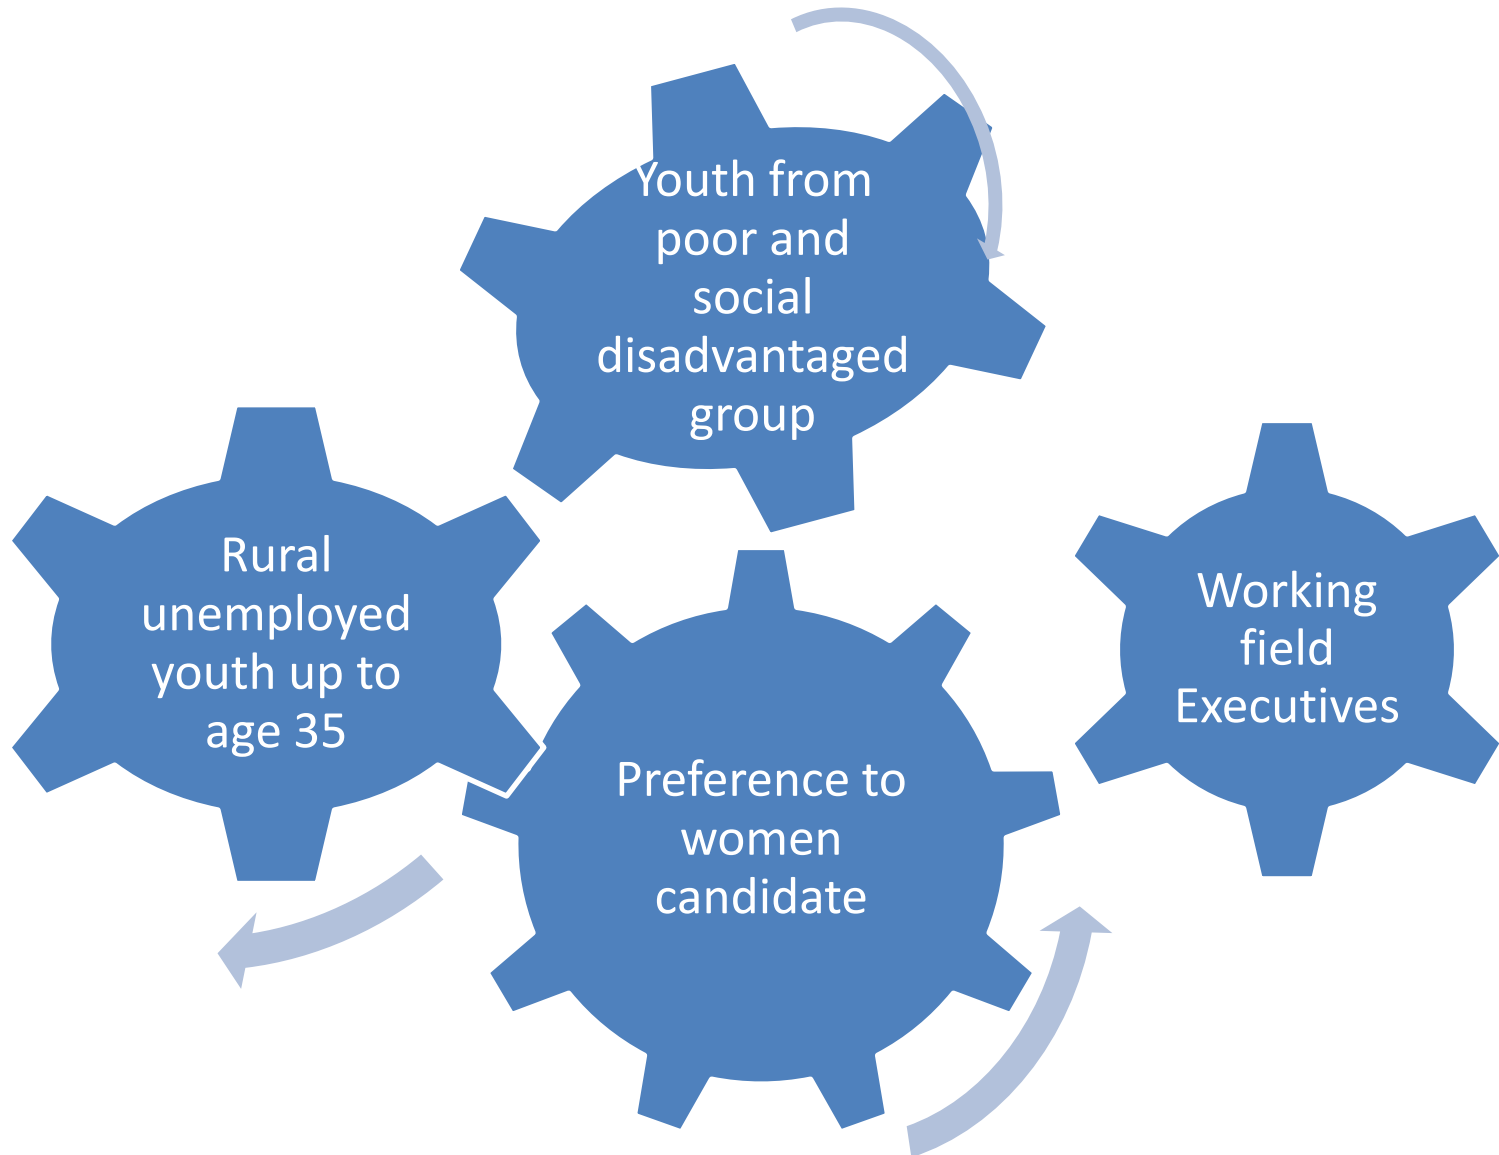 Youth from
poor and
social
disadvantaged
group
Rural
unemployed
youth up to
age 35
Preference to
women
candidate
Working
field
Executives